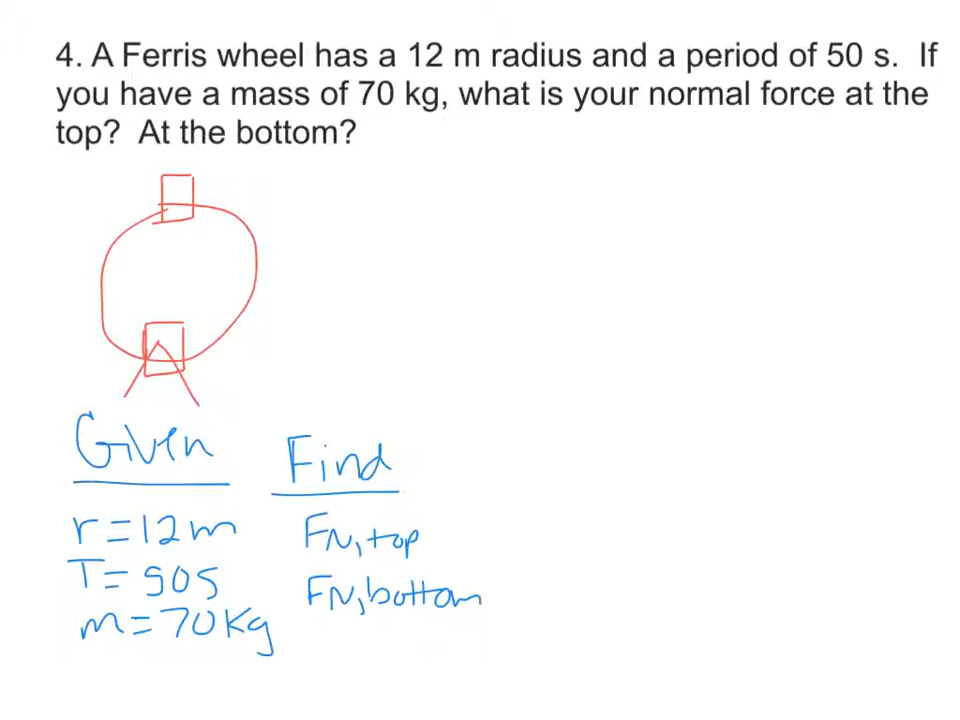 4. A Ferris wheel has a 12 m radius and a period of 50 s.  If
you have a mass of 70 kg, what is your normal force at the
top?  At the bottom?
Given
Find
r=12m
FN,top
T=50s
FN,bottom
m=70kg